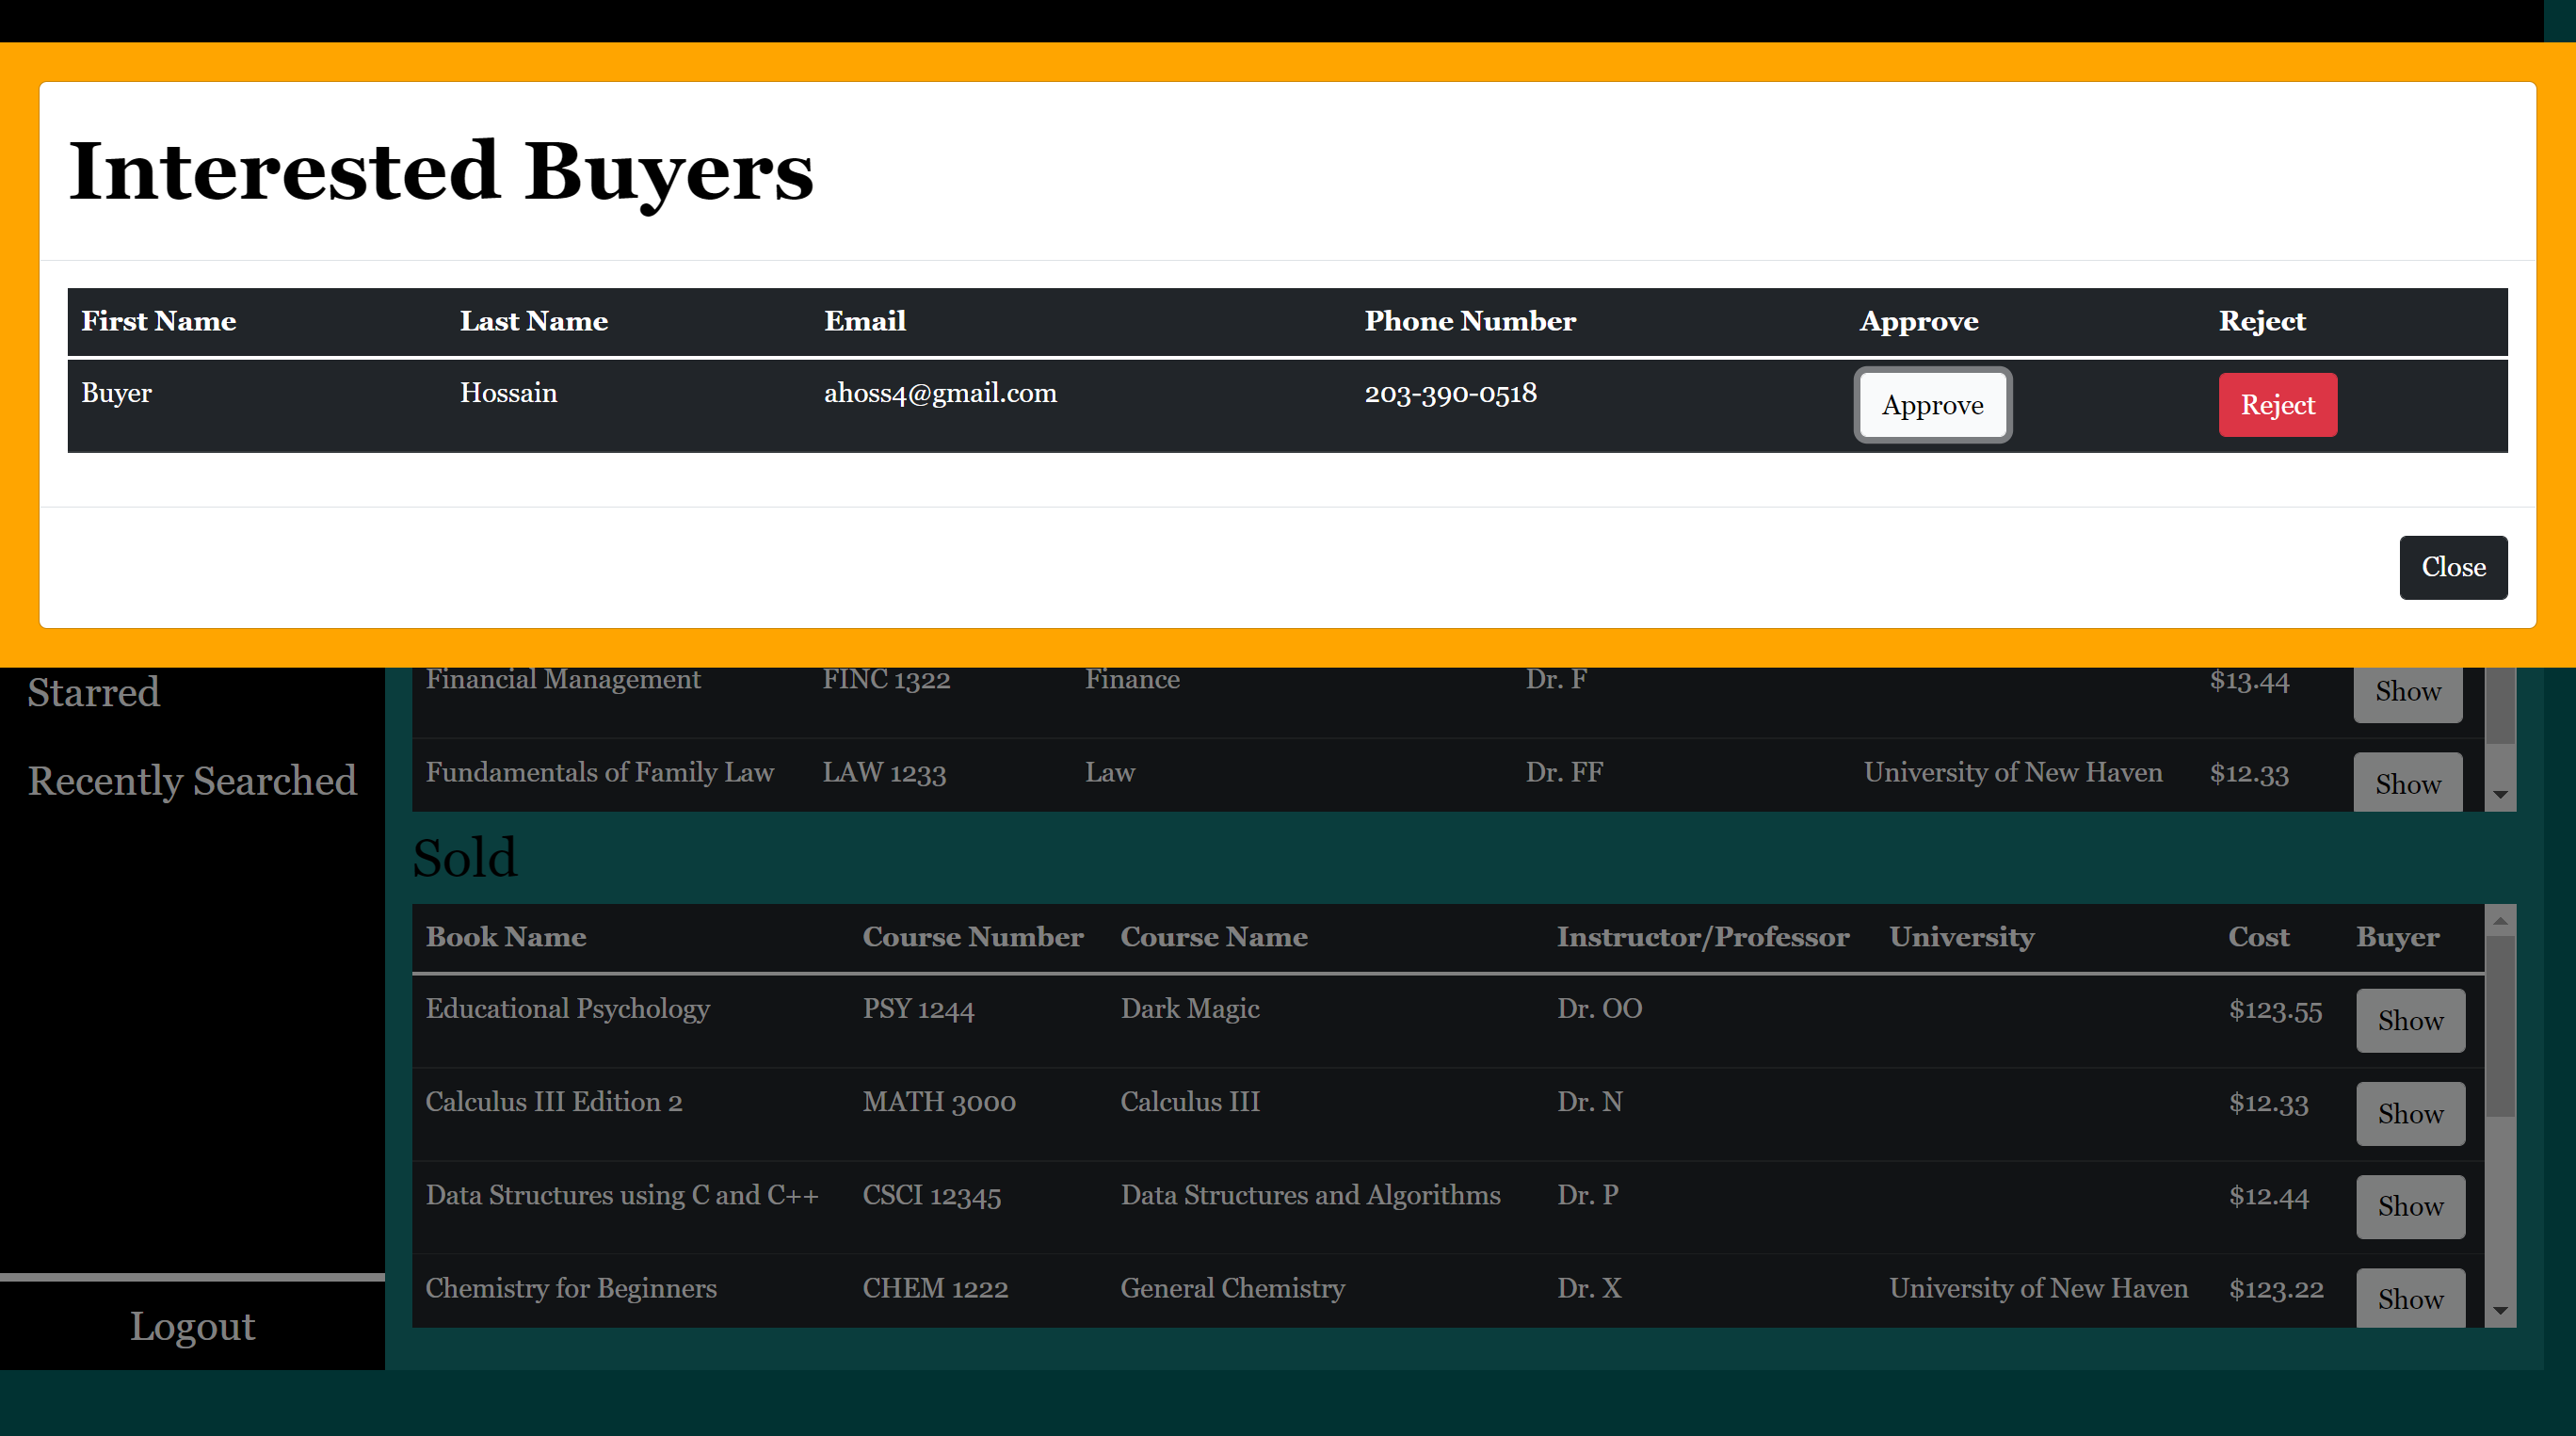 Interested Buyers
First Name Last Name Email Phone Number Approve Reject
Buyer Hossain ahoss4@gmail.com 203-390-0518 Approve Reject
Close
Starred
Recently Searched
Logout
Financial Management FINC 1322 Finance Dr. F $13.44 Show
Fundamentals of Family Law LAW 1233 Law Dr. FF University of New Haven $12.33 Show
Sold
Book Name Course Number Course Name Instructor/Professor University Cost Buyer
Educational Psychology PSY 1244 Dark Magic Dr. OO $123.55 Show
Calculus III Edition 2 MATH 3000 Calculus III Dr. N $12.33 Show
Data Structures using C and C++ CSCI 12345 Data Structures and Algorithms Dr. P $12.44 Show
Chemistry for Beginners CHEM 1222 General Chemistry Dr. X University of New Haven $123.22 Show